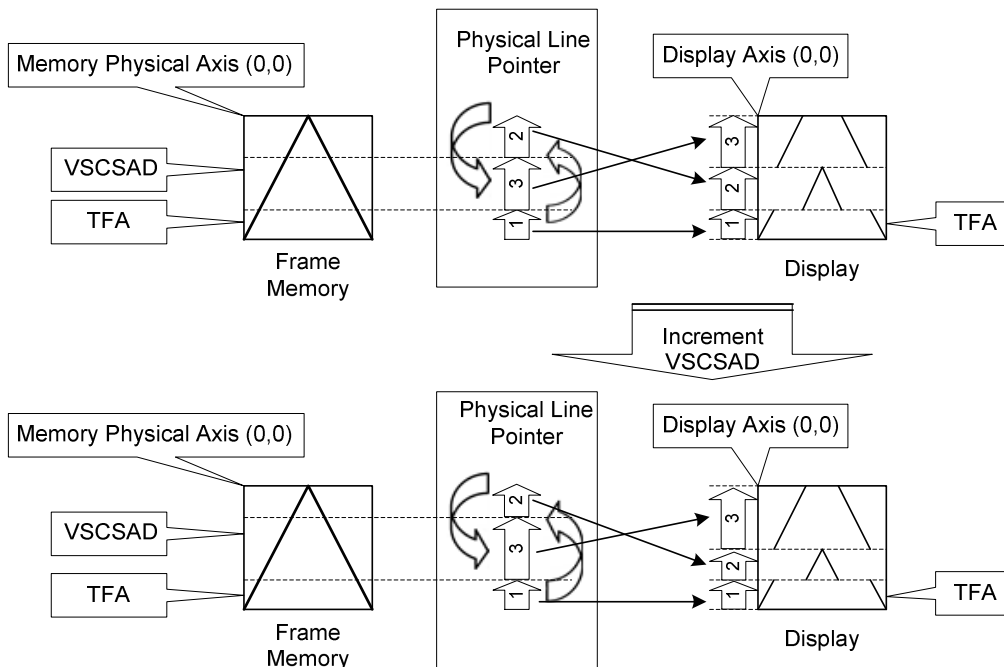 Physical Line
Pointer
Memory Physical Axis (0,0)
Display Axis (0,0)
VSCSAD
TFA
2
3
1
3
2
1
TFA
Frame
Memory
Display
Increment
VSCSAD
Physical Line
Pointer
Memory Physical Axis (0,0)
Display Axis (0,0)
VSCSAD
TFA
2
3
1
3
2
1
TFA
Frame
Memory
Display